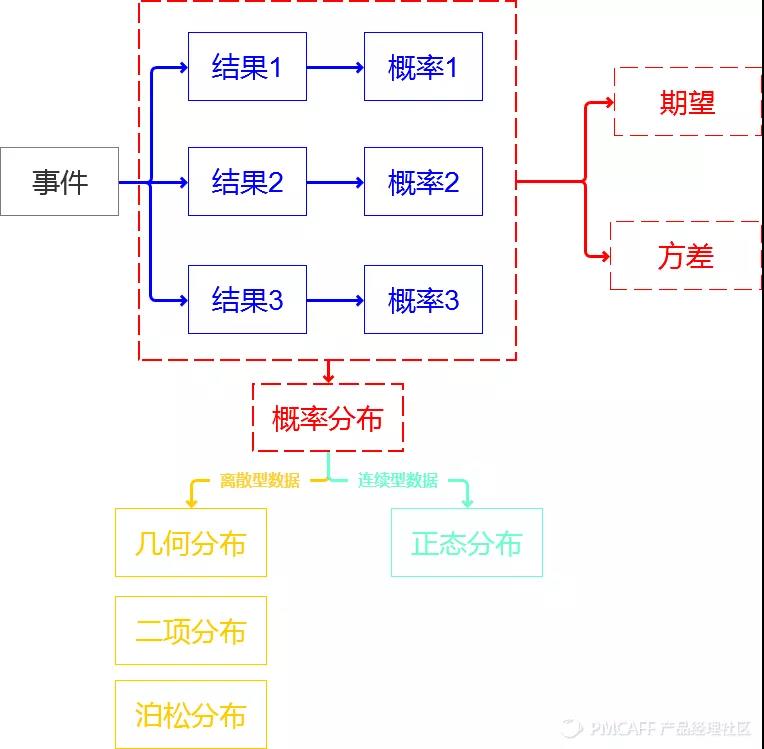 结果1
概率1
期望
事件
结果2
概率2
方差
结果3
概率3
概率分布
离散型数据
连续型数据
几何分布
正态分布
二项分布
泊松分布
PMCAFF 产品经理社区